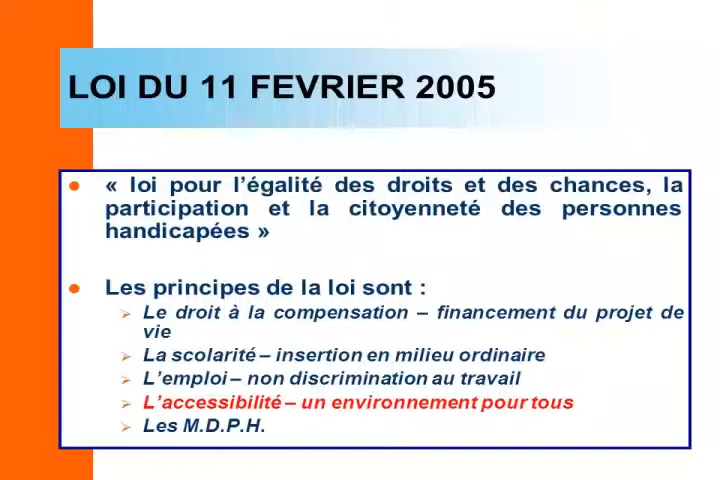 LOI DU 11 FEVRIER 2005
« loi pour l’égalité des droits et des chances, la
participation et la citoyenneté des personnes
handicapées »
Les principes de la loi sont :
Le droit à la compensation – financement du projet de
vie
La scolarité – insertion en milieu ordinaire
L’emploi – non discrimination au travail
L’accessibilité – un environnement pour tous
Les M.D.P.H.